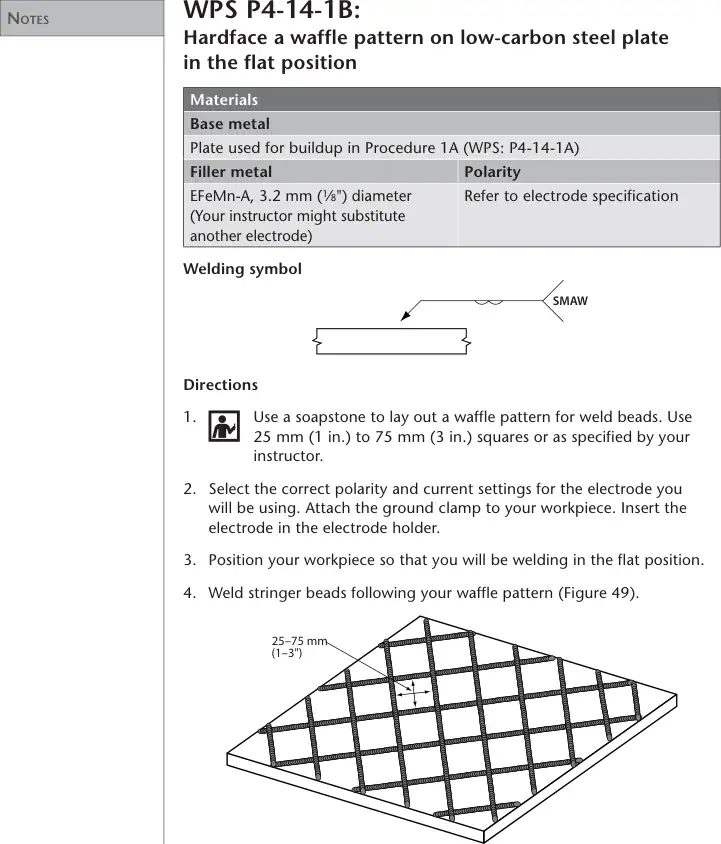 NOTES
WPS P4-14-1B:
Hardface a waffle pattern on low-carbon steel plate
in the flat position
Materials
Base metal
Plate used for buildup in Procedure 1A (WPS: P4-14-1A)
Filler metal
Polarity
EFeMn-A, 3.2 mm (⅛") diameter
(Your instructor might substitute
another electrode)
Refer to electrode specification
Welding symbol
SMAW
Directions
1. Use a soapstone to lay out a waffle pattern for weld beads. Use
25 mm (1 in.) to 75 mm (3 in.) squares or as specified by your
instructor.
2. Select the correct polarity and current settings for the electrode you
will be using. Attach the ground clamp to your workpiece. Insert the
electrode in the electrode holder.
3. Position your workpiece so that you will be welding in the flat position.
4. Weld stringer beads following your waffle pattern (Figure 49).
25–75 mm
(1–3")